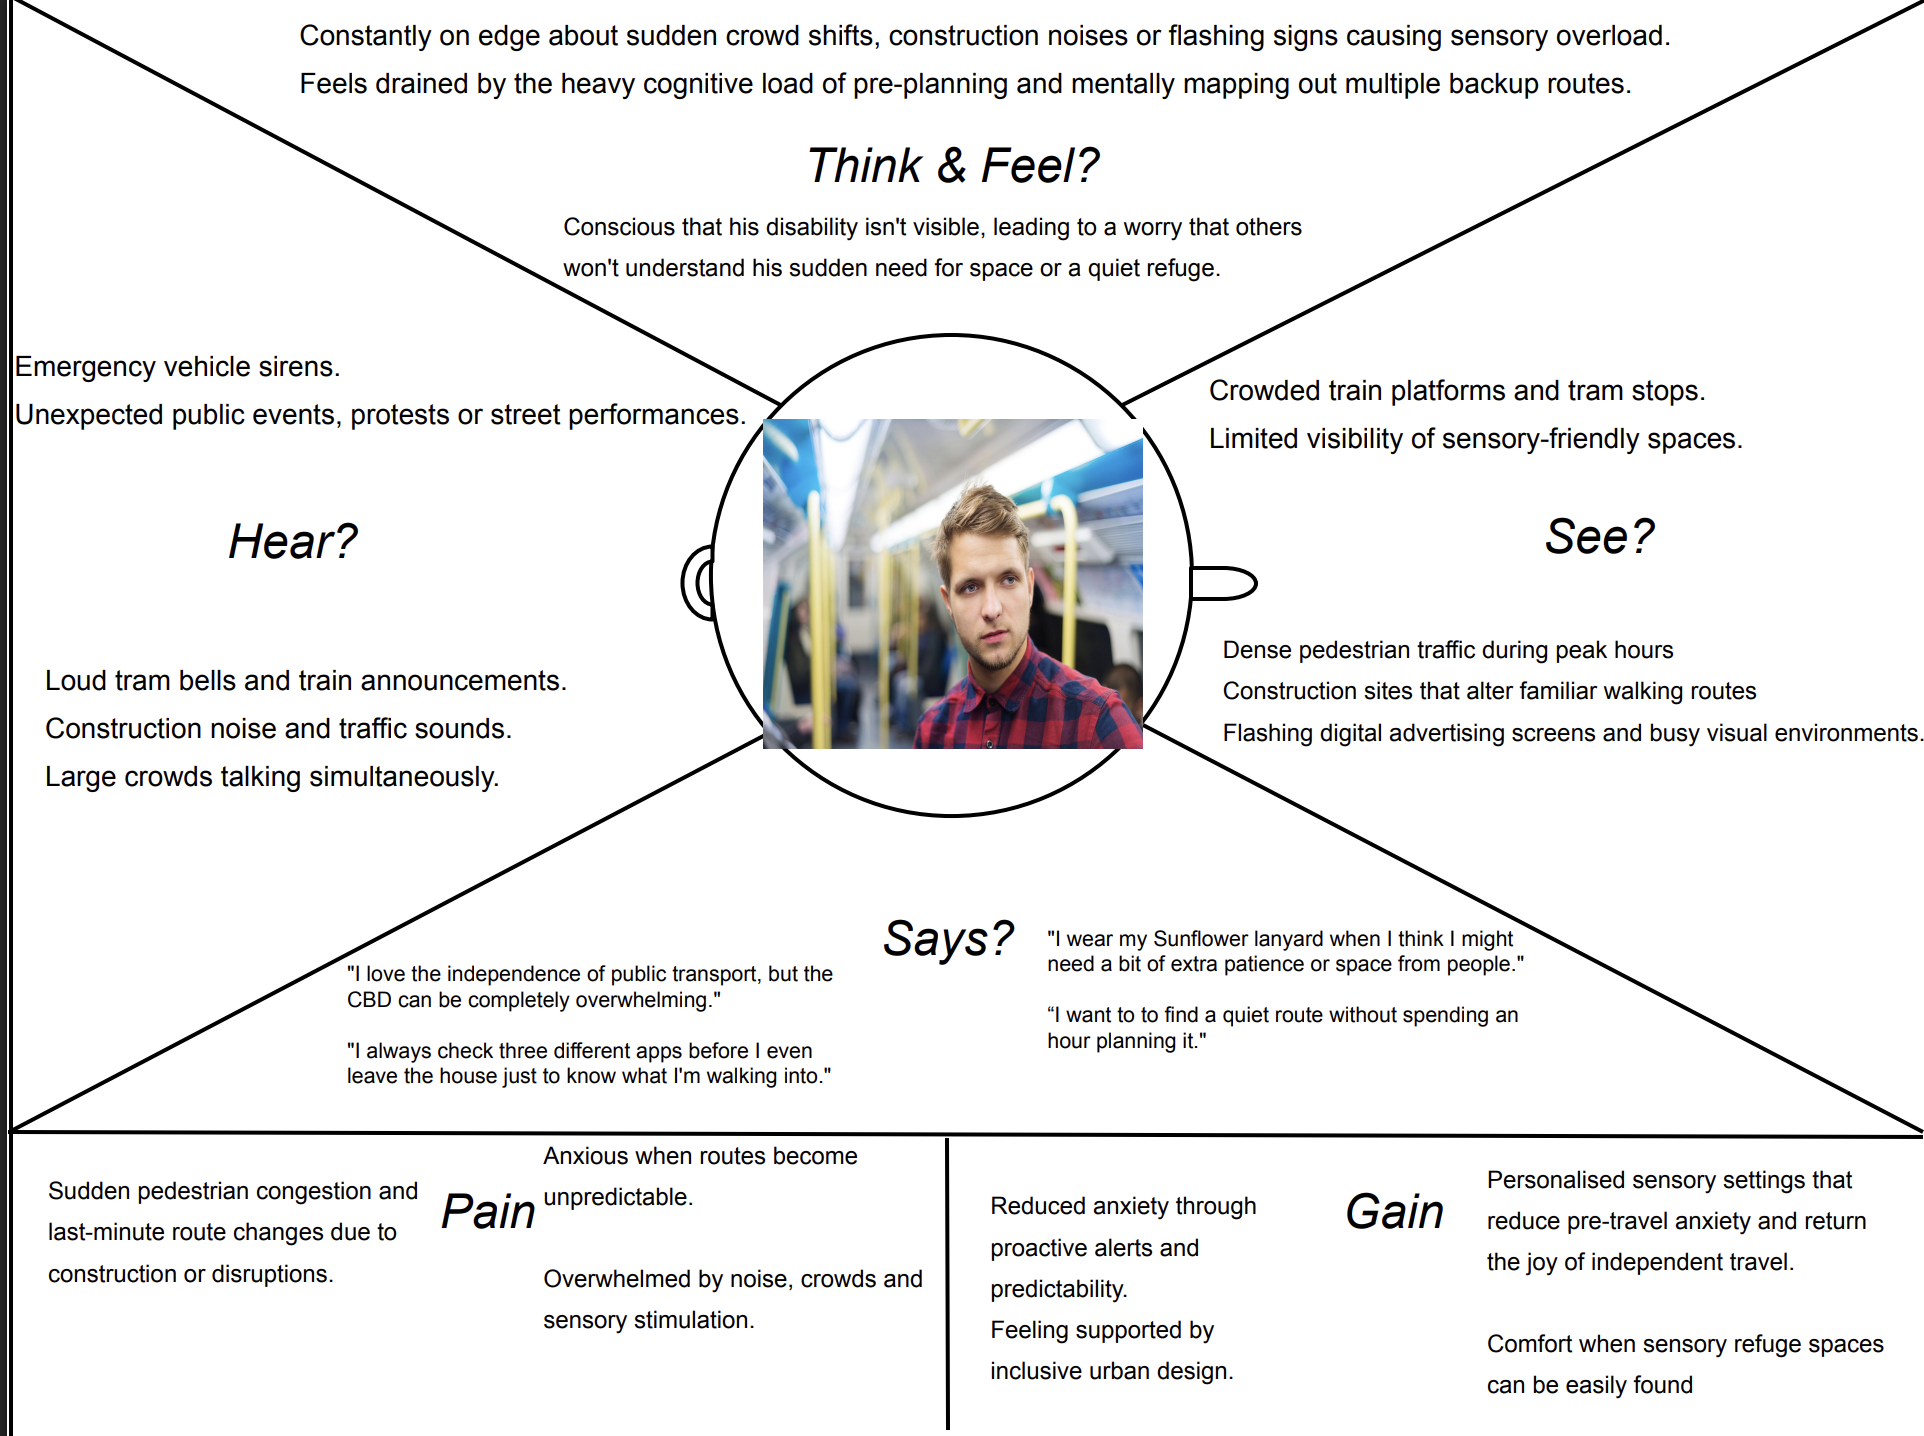 Constantly on edge about sudden crowd shifts, construction noises or flashing signs causing sensory overload.
Feels drained by the heavy cognitive load of pre-planning and mentally mapping out multiple backup routes.
Think & Feel?
Conscious that his disability isn't visible, leading to a worry that others
won't understand his sudden need for space or a quiet refuge.
Emergency vehicle sirens.
Unexpected public events, protests or street performances.
Hear?
Loud tram bells and train announcements.
Construction noise and traffic sounds.
Large crowds talking simultaneously.
Crowded train platforms and tram stops.
Limited visibility of sensory-friendly spaces.
See?
Dense pedestrian traffic during peak hours
Construction sites that alter familiar walking routes
Flashing digital advertising screens and busy visual environments.
Says?
"I love the independence of public transport, but the
CBD can be completely overwhelming."
"I always check three different apps before I even
leave the house just to know what I'm walking into."
"I wear my Sunflower lanyard when I think I might
need a bit of extra patience or space from people."
“I want to to find a quiet route without spending an
hour planning it."
Sudden pedestrian congestion and
last-minute route changes due to
construction or disruptions.
Pain
Anxious when routes become
unpredictable.
Overwhelmed by noise, crowds and
sensory stimulation.
Reduced anxiety through
proactive alerts and
predictability.
Feeling supported by
inclusive urban design.
Gain
Personalised sensory settings that
reduce pre-travel anxiety and return
the joy of independent travel.
Comfort when sensory refuge spaces
can be easily found